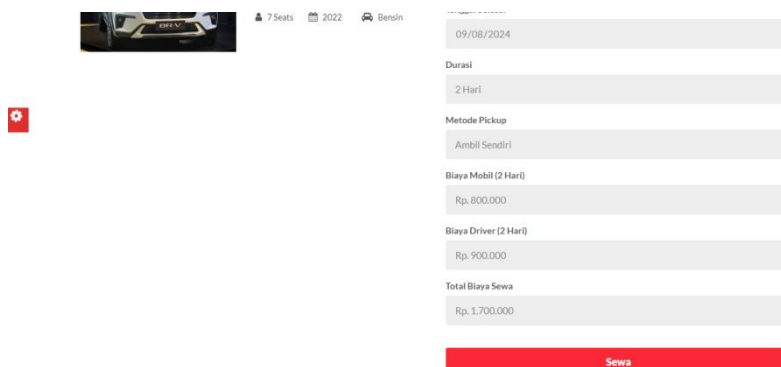 BR-V
7 Seats 2022 Bensin
09/08/2024
Durasi
2 Hari
Metode Pickup
Ambil Sendiri
Biaya Mobil (2 Hari)
Rp. 800.000
Biaya Driver (2 Hari)
Rp. 900.000
Total Biaya Sewa
Rp. 1.700.000
Sewa